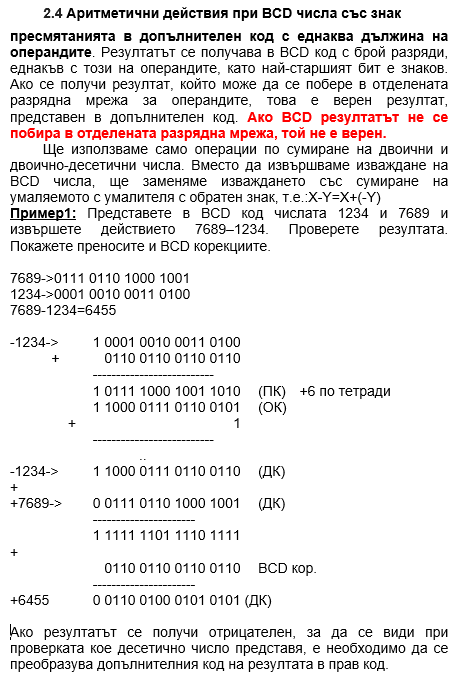 2.4 Аритметични действия при BCD числа със знак
пресмятанията в допълнителен код с еднаква дължина на
операндите. Резултатът се получава в BCD код с брой разряди,
еднакъв с този на операндите, като най-старшият бит е знаков.
Ако се получи резултат, който може да се побере в отделената
разрядна мрежа за операндите, това е верен резултат,
представен в допълнителен код. Ако BCD резултатът не се
побира в отделената разрядна мрежа, той не е верен.
Ще използваме само операции по сумиране на двоични и
двоично-десетични числа. Вместо да извършваме изваждане на
BCD числа, ще заменяме изваждането със сумиране на
умаляемото с умалителя с обратен знак, т.е.:X-Y=X+(-Y)
Пример1: Представете в BCD код числата 1234 и 7689 и
извършете действието 7689–1234. Проверете резултата.
Покажете преносите и BCD корекциите.
7689->0111 0110 1000 1001
1234->0001 0010 0011 0100
7689-1234=6455
-1234-> 1 0001 0010 0011 0100
+ 0110 0110 0110 0110
--------------------------
1 0111 1000 1001 1010 (ПК) +6 по тетради
1 1000 0111 0110 0101 (ОК)
+ 1
--------------------------
..
-1234-> 1 1000 0111 0110 0110 (ДК)
+
+7689-> 0 0111 0110 1000 1001 (ДК)
----------------------
1 1111 1101 1110 1111
+
0110 0110 0110 0110 BCD кор.
----------------------
+6455 0 0110 0100 0101 0101 (ДК)
Ако резултатът се получи отрицателен, за да се види при
проверката кое десетично число представя, е необходимо да се
преобразува допълнителния код на резултата в прав код.